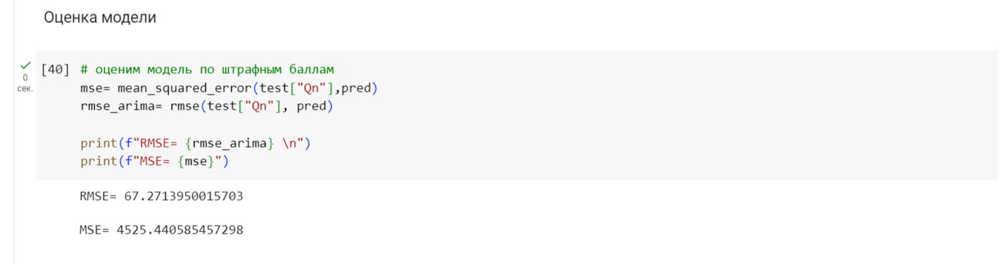 Оценка модели
[40] # оценим модель по штрафным баллам
0
сек.
mse= mean_squared_error(test["Qn"],pred)
rmse_arima= rmse(test["Qn"], pred)
print(f"RMSE= {rmse_arima} \n")
print(f"MSE= {mse}")
RMSE= 67.2713950015703
MSE= 4525.440585457298